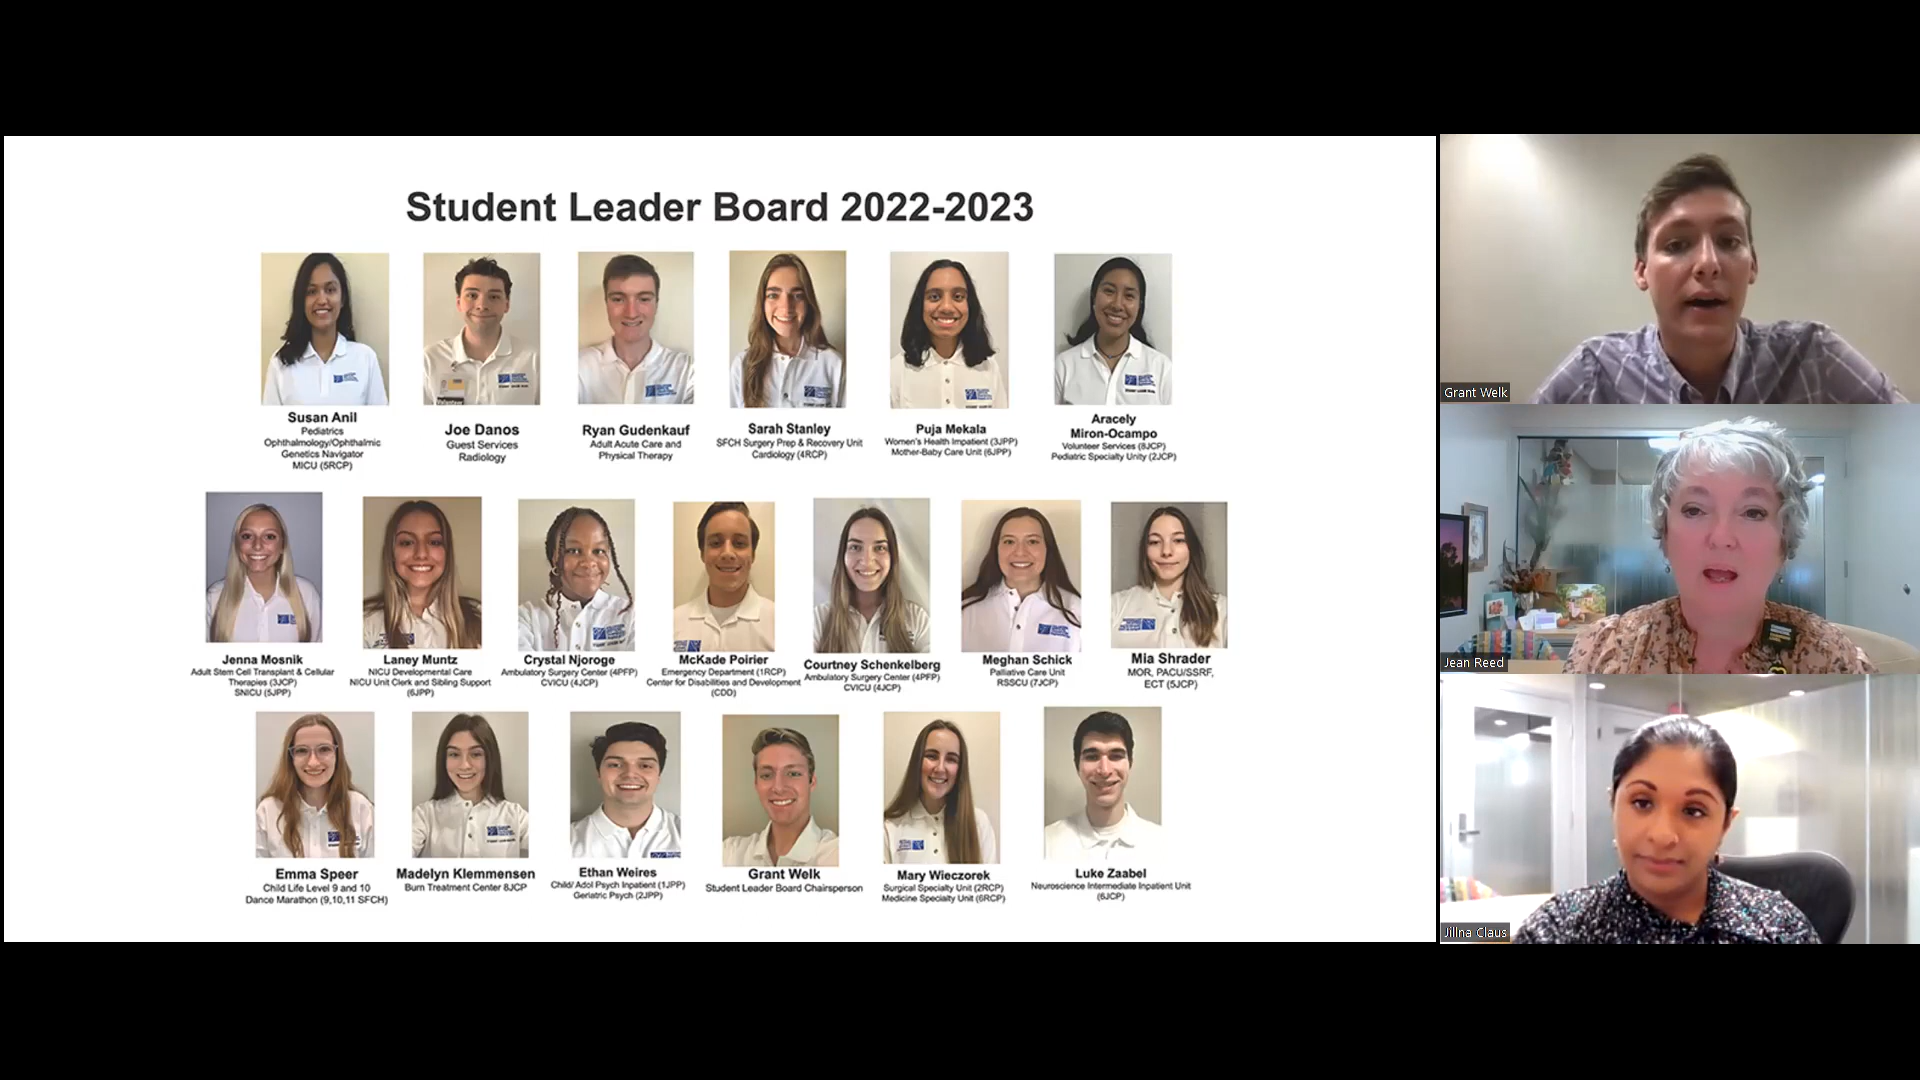 Student Leader Board 2022-2023
Susan Anil
Pediatrics
Ophthalmology/Ophthalmic
Genetics Navigator
MICU (5RCP)
Joe Danos
Guest Services
Radiology
Ryan Gudenkauf
Adult Acute Care and
Physical Therapy
Sarah Stanley
SFCH Surgery Prep & Recovery Unit
Cardiology (4RCP)
Puja Mekala
Women's Health Impatient (3JPP)
Mother-Baby Care Unit (6JPP)
Aracely
Miron-Ocampo
Volunteer Services (8JCP)
Pediatric Specialty Unity (2JCP)
Volunteer
Jenna Mosnik
Adult Stem Cell Transplant & Cellular
Therapies (3JCP)
SNICU (5JPP)
Laney Muntz
NICU Developmental Care
NICU Unit Clerk and Sibling Support
(6JPP)
Crystal Njoroge
Ambulatory Surgery Center (4PFP)
CVICU (4JCP)
McKade Poirier
Emergency Department (1RCP)
Center for Disabilities and Development
(CDD)
Courtney Schenkelberg
Ambulatory Surgery Center (4PFP)
CVICU (4JCP)
Meghan Schick
Palliative Care Unit
RSSCU (7JCP)
Mia Shrader
MOR, PACU/SSRF,
ECT (5JCP)
Emma Speer
Child Life Level 9 and 10
Dance Marathon (9,10,11 SFCH)
Madelyn Klemmensen
Burn Treatment Center 8JCP
Ethan Weires
Child/ Adol Psych Inpatient (1JPP)
Geriatric Psych (2JPP)
Grant Welk
Student Leader Board Chairsperson
Mary Wieczorek
Surgical Specialty Unit (2RCP)
Medicine Specialty Unit (6RCP)
Luke Zaabel
Neuroscience Intermediate Inpatient Unit
(6JCP)
Grant Welk
Jean Reed
Jillna Claus